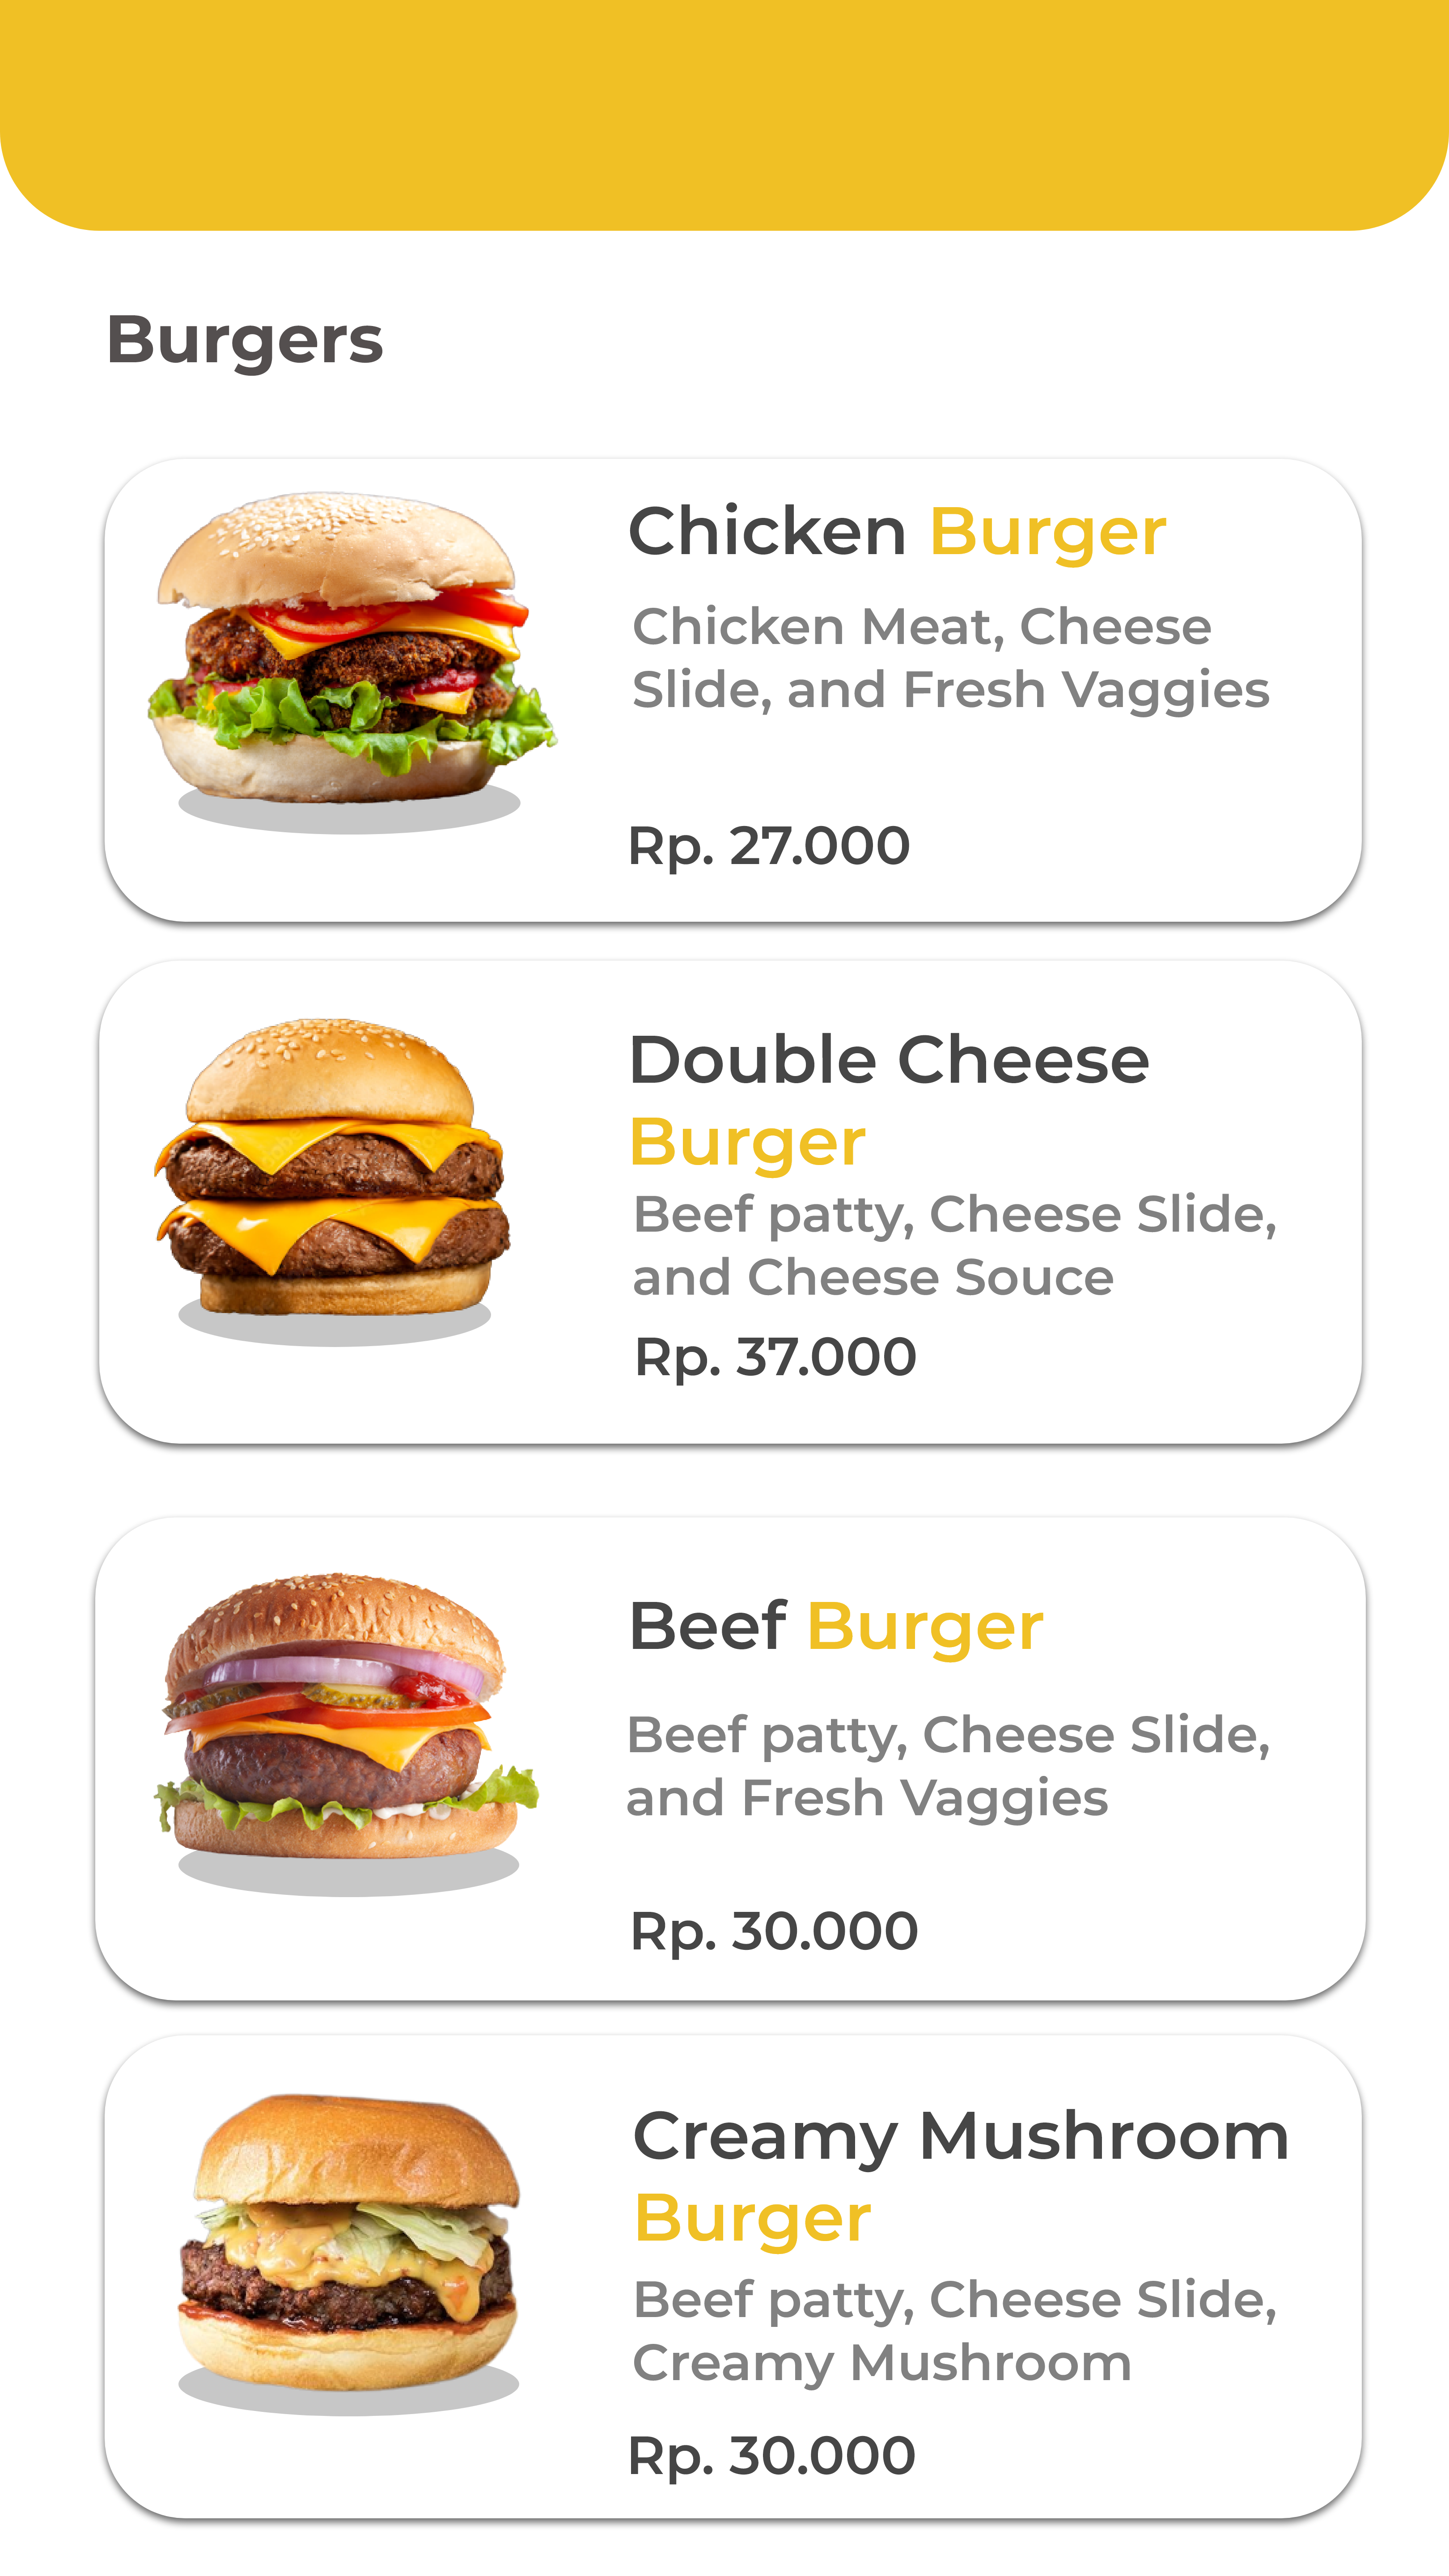 Burgers
Chicken Burger
Chicken Meat, Cheese
Slide, and Fresh Vaggies
Rp. 27.000
Double Cheese
Burger
Beef patty, Cheese Slide,
and Cheese Souce
Rp. 37.000
Beef Burger
Beef patty, Cheese Slide,
and Fresh Vaggies
Rp. 30.000
Creamy Mushroom
Burger
Beef patty, Cheese Slide,
Creamy Mushroom
Rp. 30.000